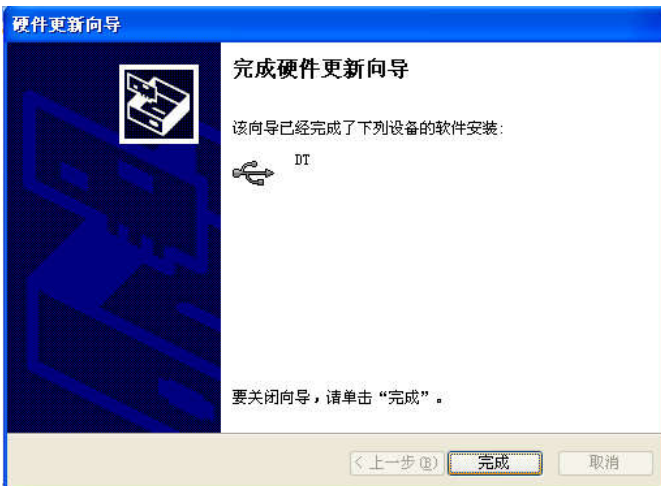 硬件更新向导
完成硬件更新向导
该向导已经完成了下列设备的软件安装:
DT
要关闭向导，请单击“完成”。
<上一步(B)
完成
取消